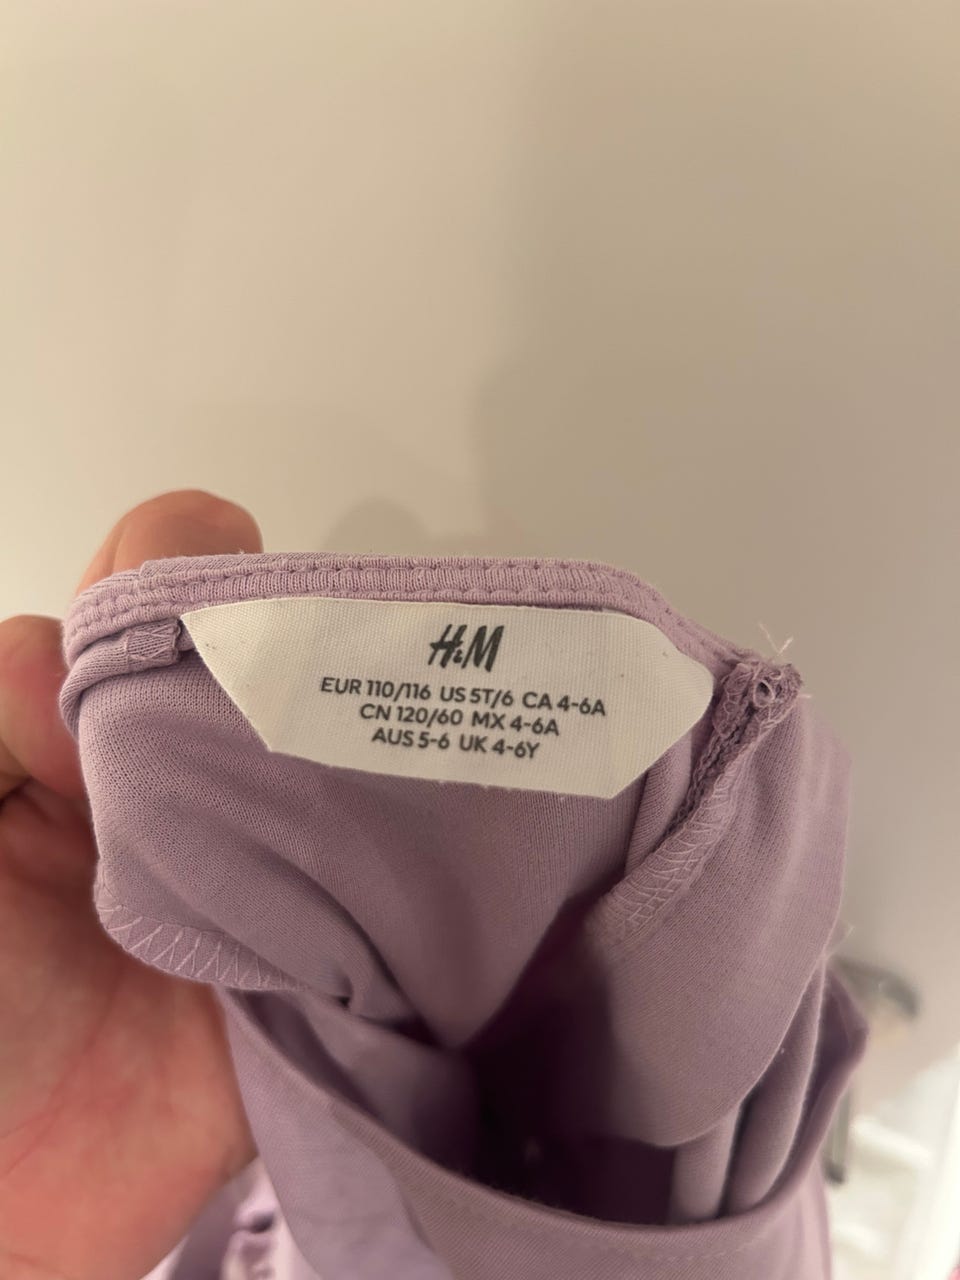 H&M
EUR 110/116 US 5T/6 CA 4-6A
CN 120/60 MX 4-6A
AUS 5-6 UK 4-6Y